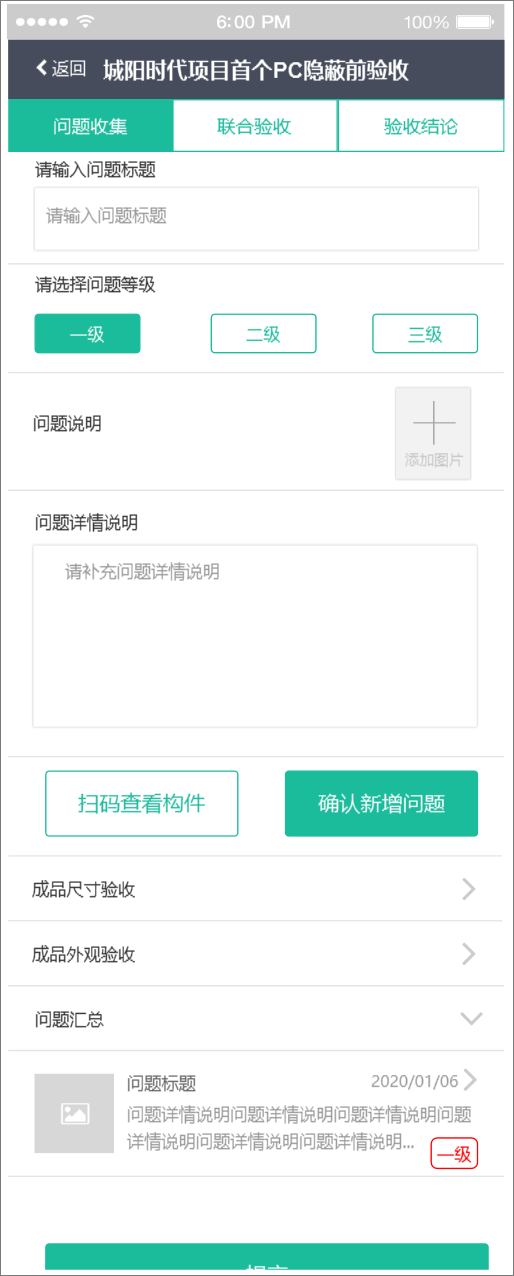 6:00 PM 100%
返回 城阳时代项目首个PC隐蔽前验收
问题收集 联合验收 验收结论
请输入问题标题
请输入问题标题
请选择问题等级
一级 二级 三级
问题说明
添加图片
问题详情说明
请补充问题详情说明
扫码查看构件 确认新增问题
成品尺寸验收
成品外观验收
问题汇总
问题标题 2020/01/06
问题详情说明问题详情说明问题详情说明问题
详情说明问题详情说明问题详情说明...
一级